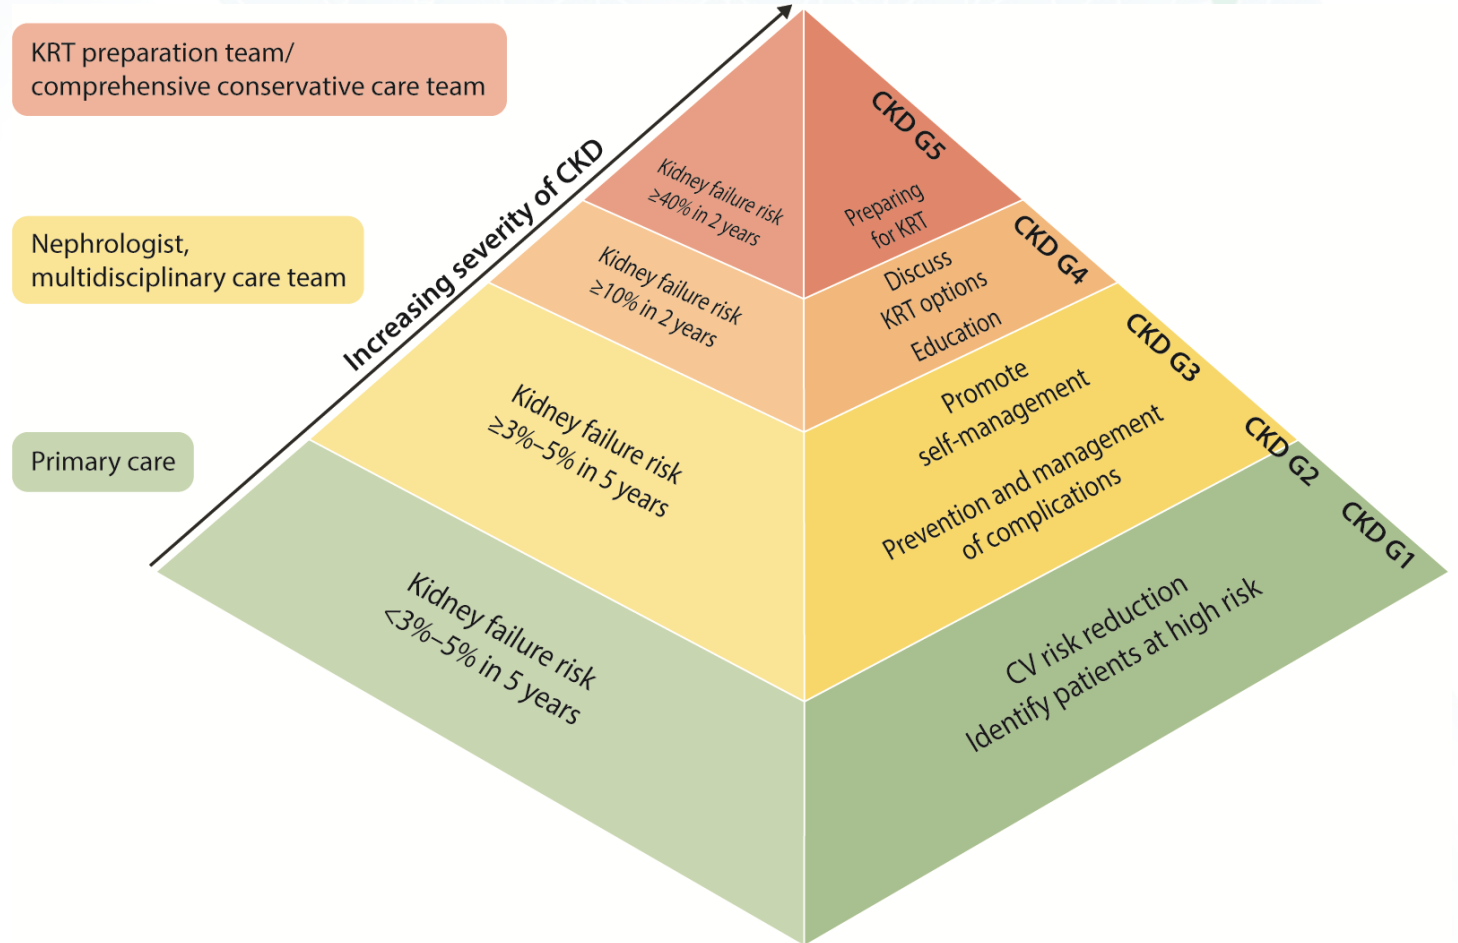 KRT preparation team/
comprehensive conservative care team
Nephrologist,
multidisciplinary care team
Primary care
Increasing severity of CKD
Kidney failure risk
≥40% in 2 years
Kidney failure risk
≥10% in 2 years
Kidney failure risk
≥3%–5% in 5 years
Kidney failure risk
<3%–5% in 5 years
CKD G5
Preparing
for KRT
CKD G4
Discuss
KRT options
Education
CKD G3
Promote
self-management
Prevention and management
of complications
CKD G2
CKD G1
CV risk reduction
Identify patients at high risk